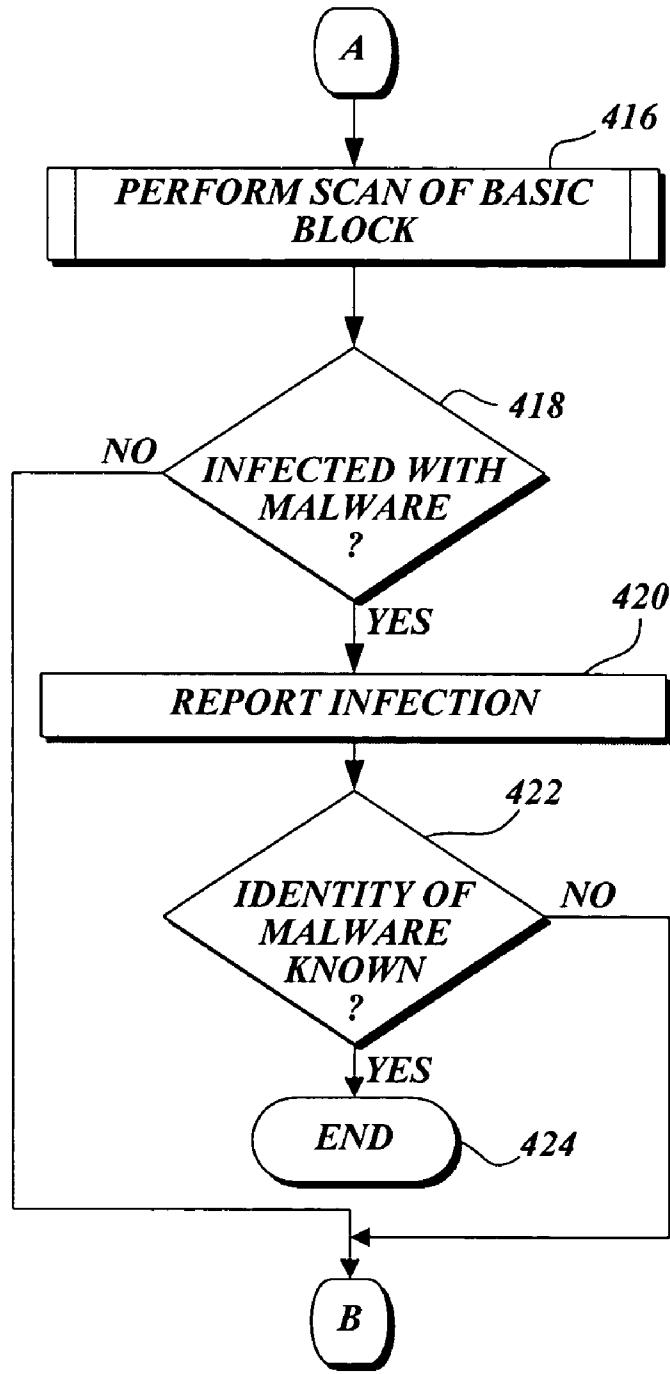 A
416
PERFORM SCAN OF BASIC
BLOCK
418
NO
INFECTED WITH
MALWARE
?
YES
420
REPORT INFECTION
422
IDENTITY OF
MALWARE
KNOWN
?
NO
YES
END
424
B